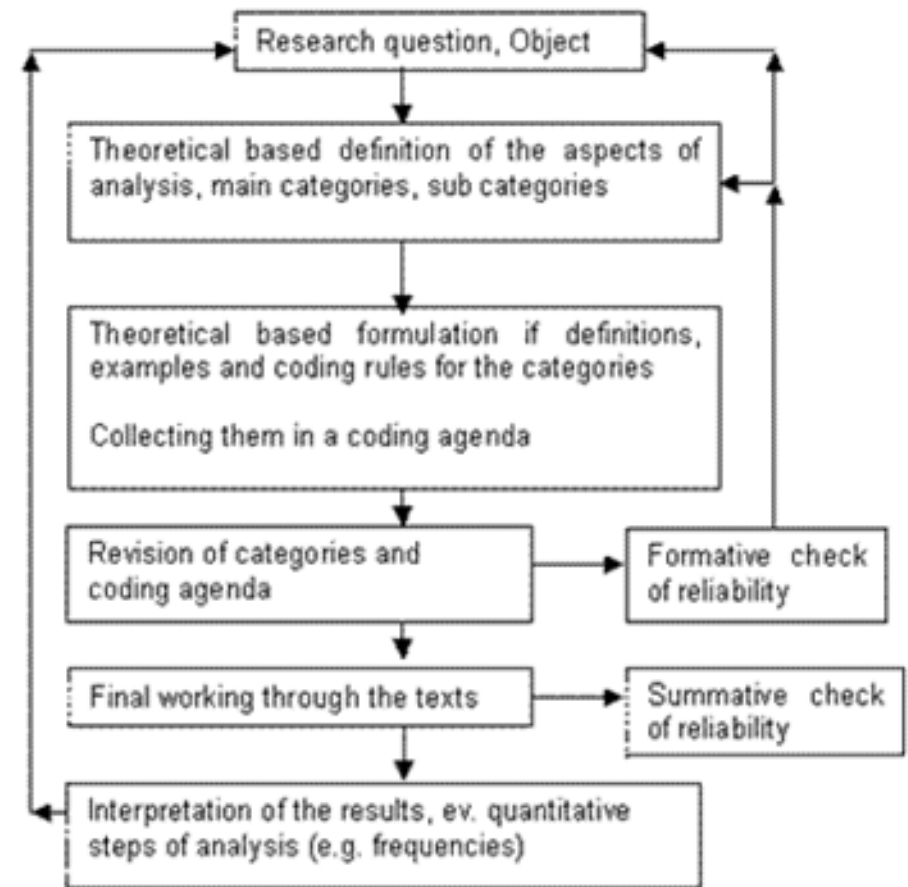 Research question, Object
Theoretical based definition of the aspects of
analysis, main categories, sub categories
Theoretical based formulation if definitions,
examples and coding rules for the categories
Collecting them in a coding agenda
Revision of categories and
coding agenda
Formative check
of reliability
Final working through the texts
Summative check
of reliability
Interpretation of the results, ev. quantitative
steps of analysis (e.g. frequencies)